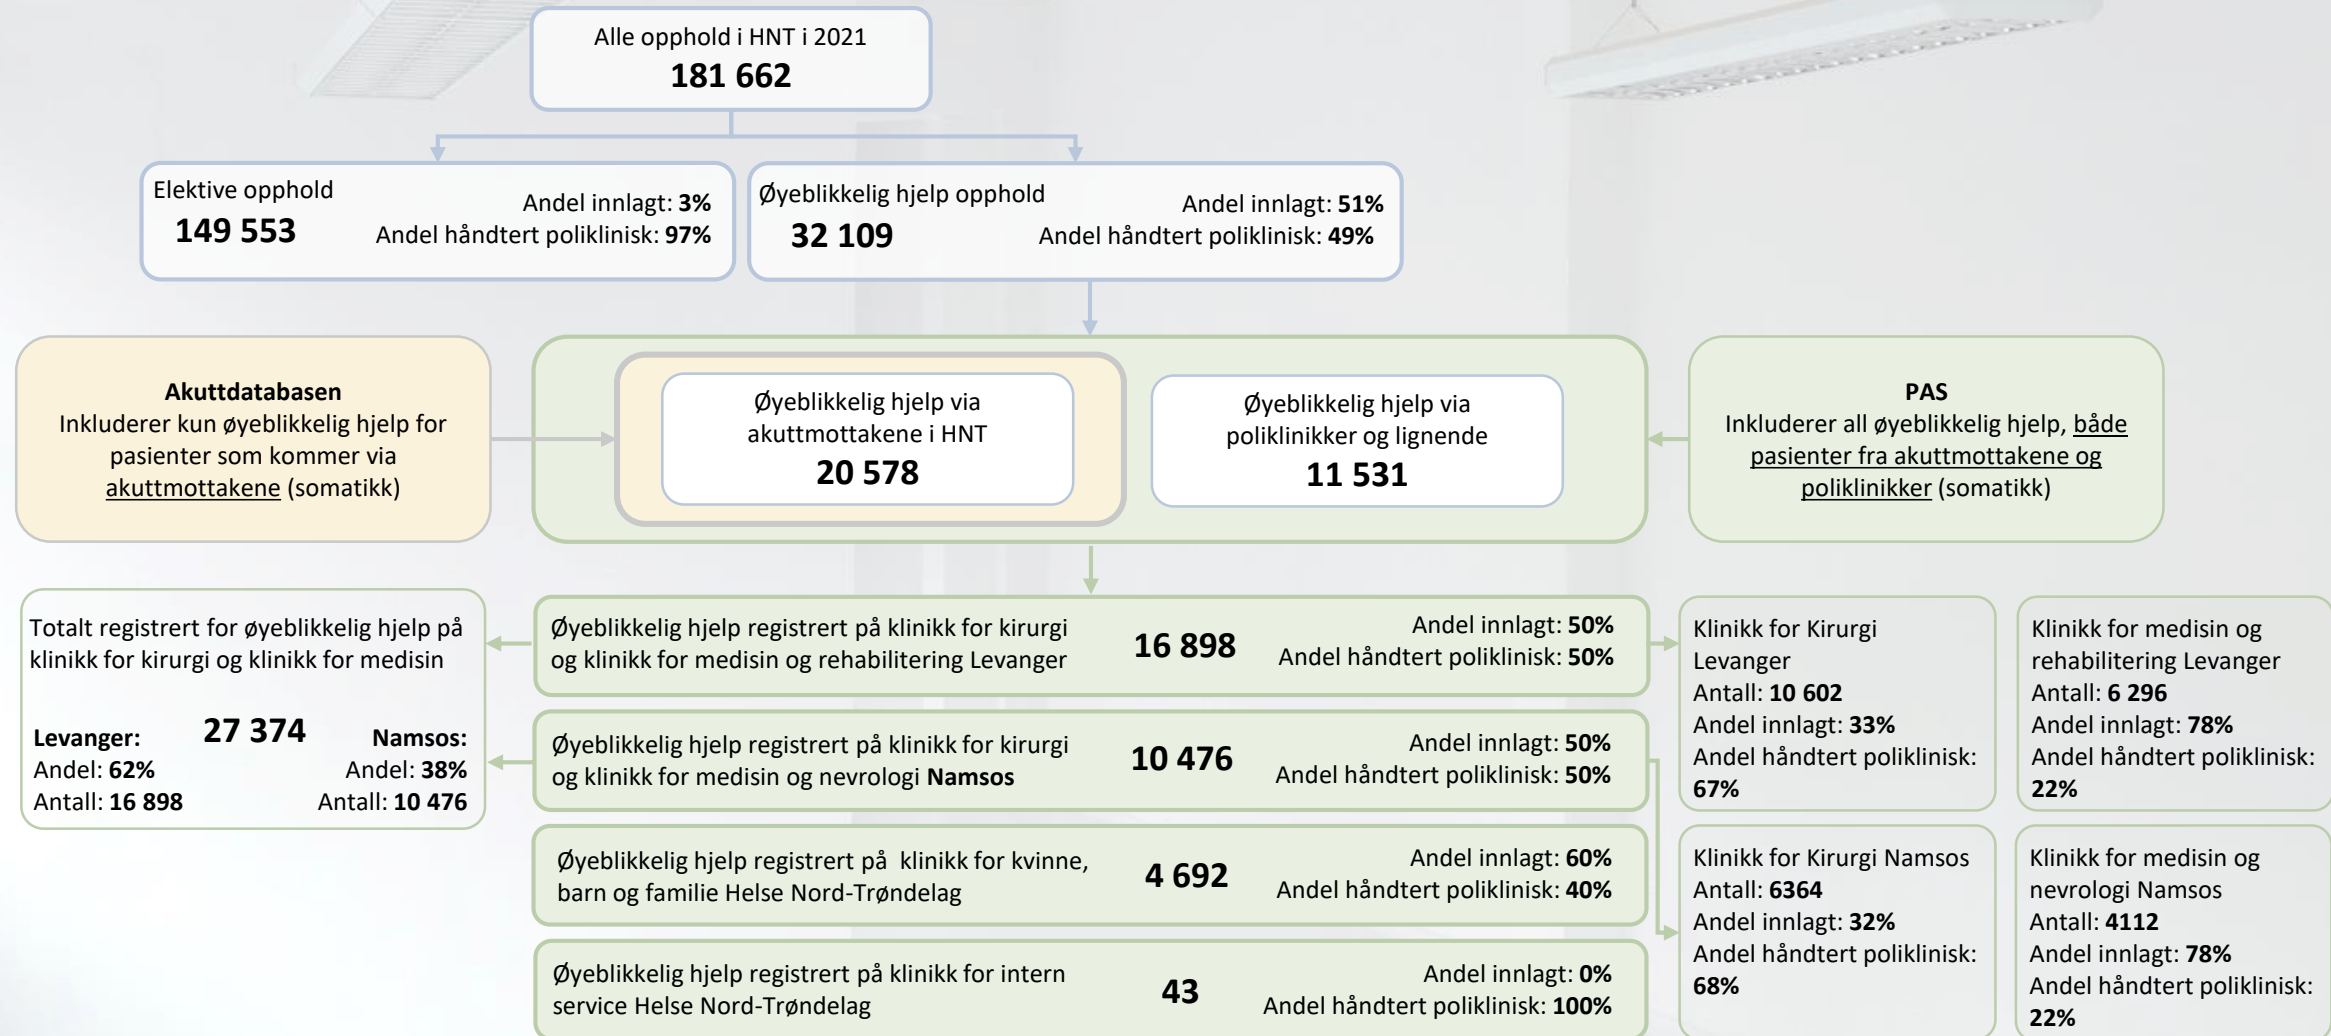 Alle opphold i HNT i 2021
181 662
Elektive opphold
149 553
Andel innlagt: 3%
Andel håndtert poliklinisk: 97%
Øyeblikkelig hjelp opphold
32 109
Andel innlagt: 51%
Andel håndtert poliklinisk: 49%
Akuttdatabasen
Inkluderer kun øyeblikkelig hjelp for
pasienter som kommer via
akuttmottakene (somatikk)
Øyeblikkelig hjelp via
akuttmottakene i HNT
20 578
Øyeblikkelig hjelp via
poliklinikker og lignende
11 531
PAS
Inkluderer all øyeblikkelig hjelp, både
pasienter fra akuttmottakene og
poliklinikker (somatikk)
Totalt registrert for øyeblikkelig hjelp på
klinikk for kirurgi og klinikk for medisin
27 374
Levanger:
Andel: 62%
Antall: 16 898
Namsos:
Andel: 38%
Antall: 10 476
Øyeblikkelig hjelp registrert på klinikk for kirurgi
og klinikk for medisin og rehabilitering Levanger
16 898
Andel innlagt: 50%
Andel håndtert poliklinisk: 50%
Øyeblikkelig hjelp registrert på klinikk for kirurgi
og klinikk for medisin og nevrologi Namsos
10 476
Andel innlagt: 50%
Andel håndtert poliklinisk: 50%
Øyeblikkelig hjelp registrert på klinikk for kvinne,
barn og familie Helse Nord-Trøndelag
4 692
Andel innlagt: 60%
Andel håndtert poliklinisk: 40%
Øyeblikkelig hjelp registrert på klinikk for intern
service Helse Nord-Trøndelag
43
Andel innlagt: 0%
Andel håndtert poliklinisk: 100%
Klinikk for Kirurgi
Levanger
Antall: 10 602
Andel innlagt: 33%
Andel håndtert poliklinisk:
67%
Klinikk for medisin og
rehabilitering Levanger
Antall: 6 296
Andel innlagt: 78%
Andel håndtert poliklinisk:
22%
Klinikk for Kirurgi Namsos
Antall: 6364
Andel innlagt: 32%
Andel håndtert poliklinisk:
68%
Klinikk for medisin og
nevrologi Namsos
Antall: 4112
Andel innlagt: 78%
Andel håndtert poliklinisk:
22%